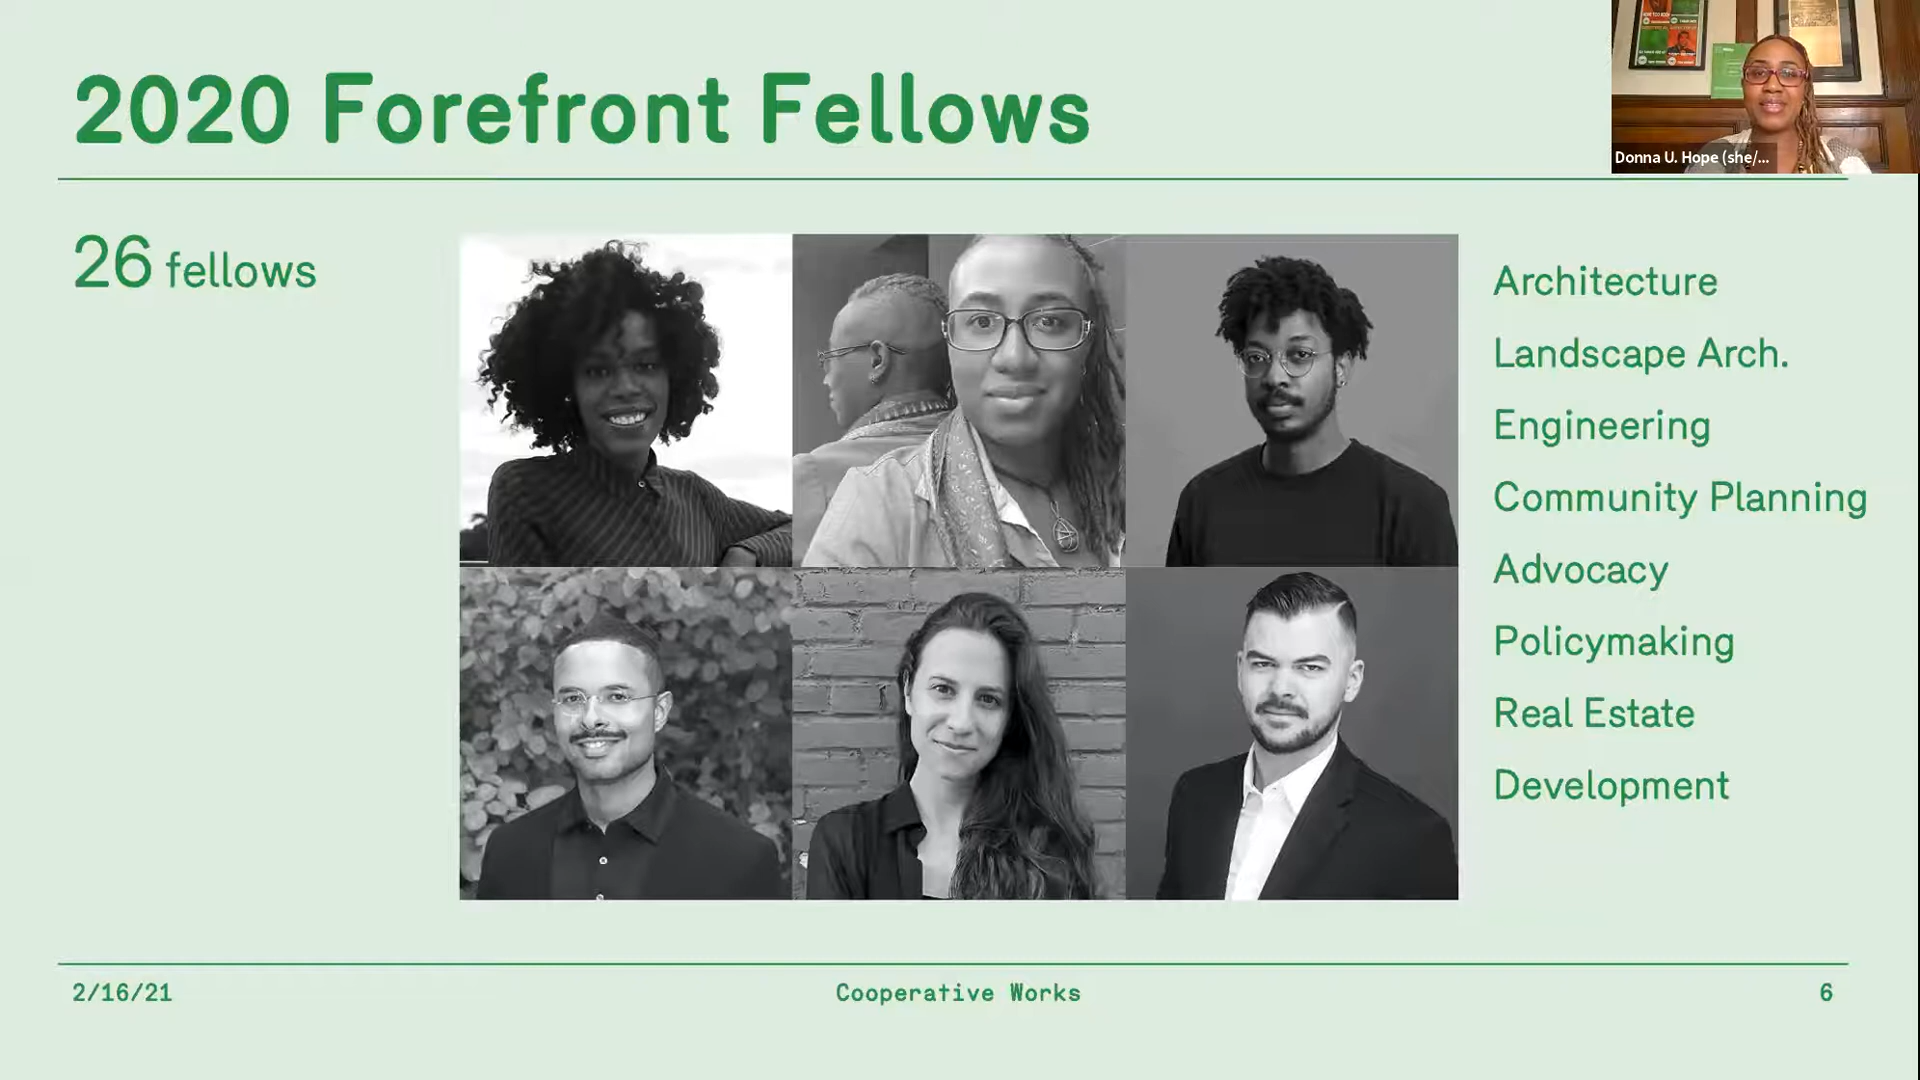 2020 Forefront Fellows
Donna U. Hope (she/...
26 fellows
Architecture
Landscape Arch.
Engineering
Community Planning
Advocacy
Policymaking
Real Estate
Development
2/16/21
Cooperative Works
6